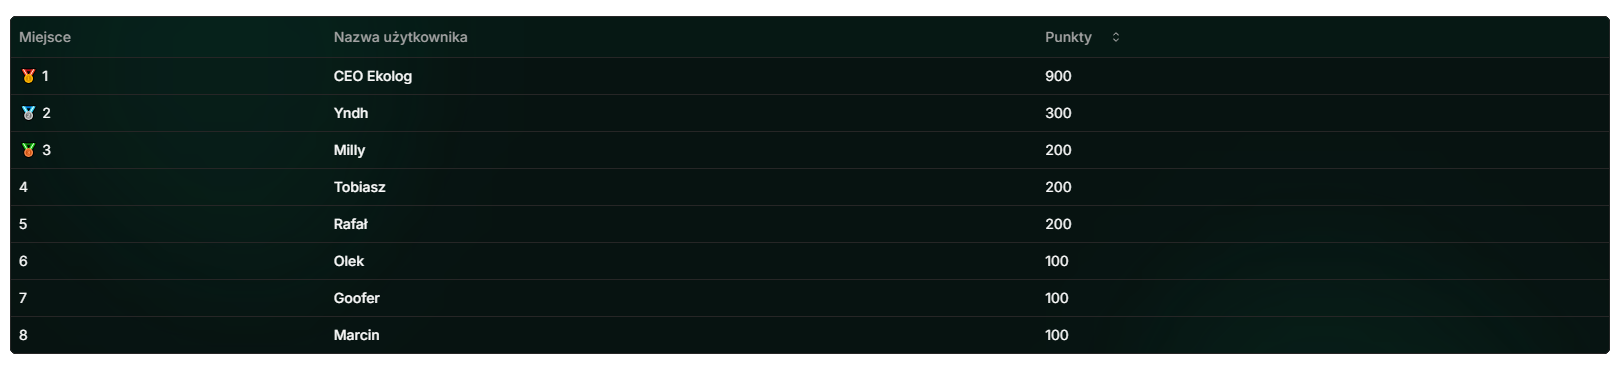 Miejsce Nazwa użytkownika Punkty
1 CEO Ekolog 900
2 Yndh 300
3 Milly 200
4 Tobiasz 200
5 Rafał 200
6 Olek 100
7 Goofer 100
8 Marcin 100